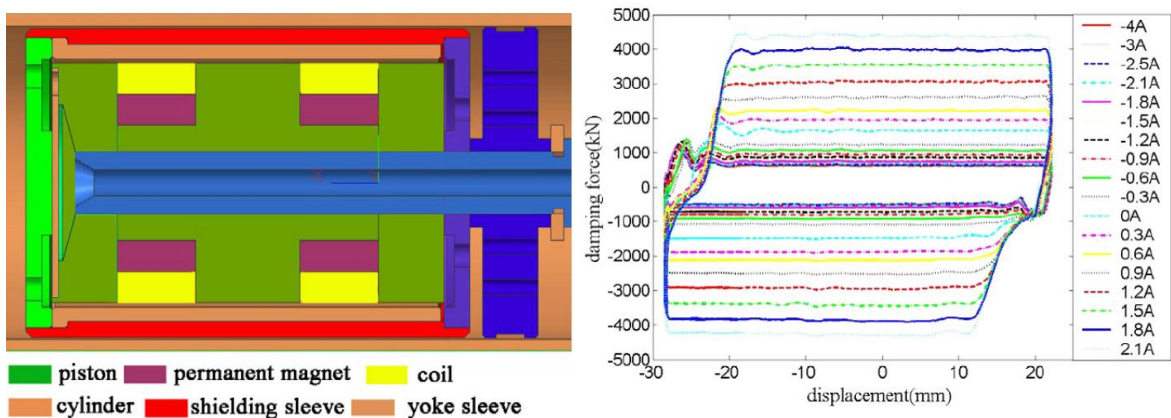 piston permanent magnet coil
cylinder shielding sleeve yoke sleeve
5000
4000
3000
2000
1000
0
-1000
-2000
-3000
-4000
-5000
damping force(kN)
-30 -20 -10 0 10 20
displacement(mm)
-4A
-3A
-2.5A
-2.1A
-1.8A
-1.5A
-1.2A
-0.9A
-0.6A
-0.3A
0A
0.3A
0.6A
0.9A
1.2A
1.5A
1.8A
2.1A